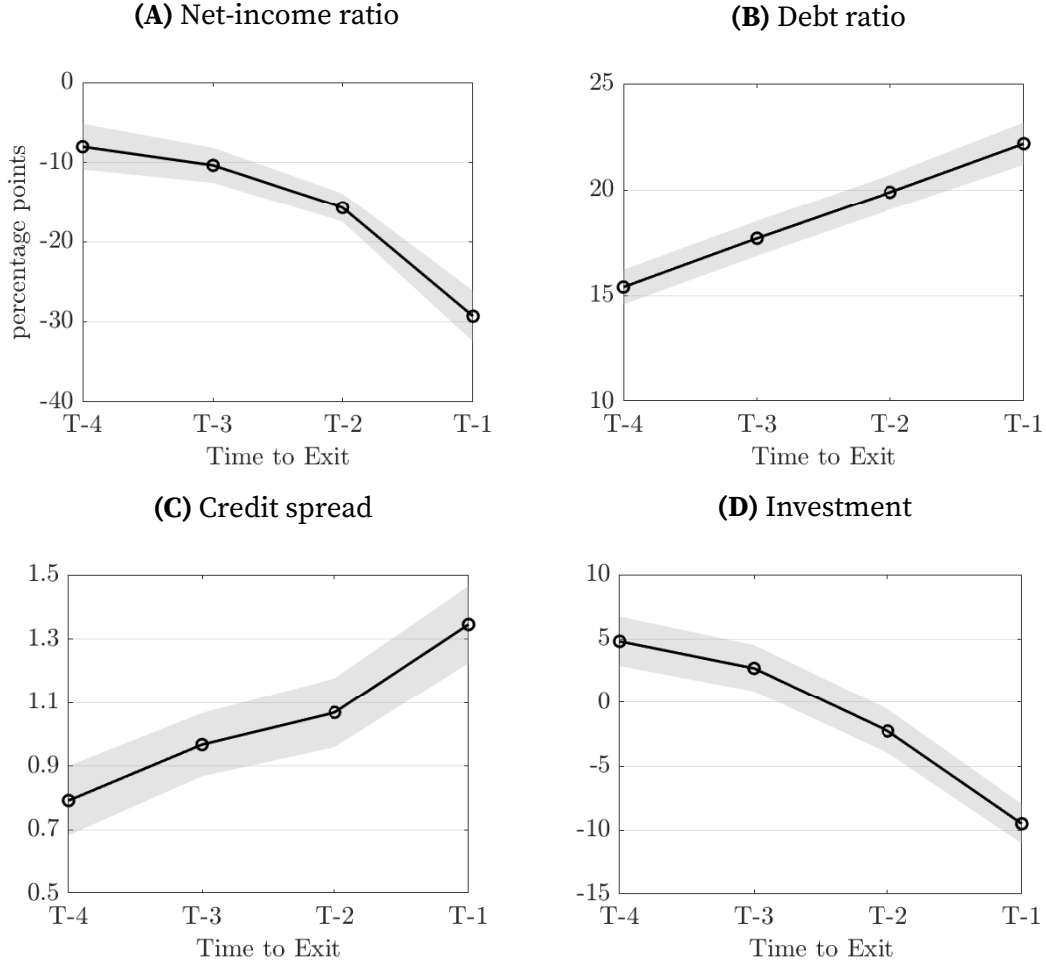 (A) Net-income ratio
0
-10
-20
-30
-40
percentage points
T-4 T-3 T-2 T-1
Time to Exit
(B) Debt ratio
25
20
15
10
T-4 T-3 T-2 T-1
Time to Exit
(C) Credit spread
1.5
1.3
1.1
0.9
0.7
0.5
T-4 T-3 T-2 T-1
Time to Exit
(D) Investment
10
5
0
-5
-10
-15
T-4 T-3 T-2 T-1
Time to Exit